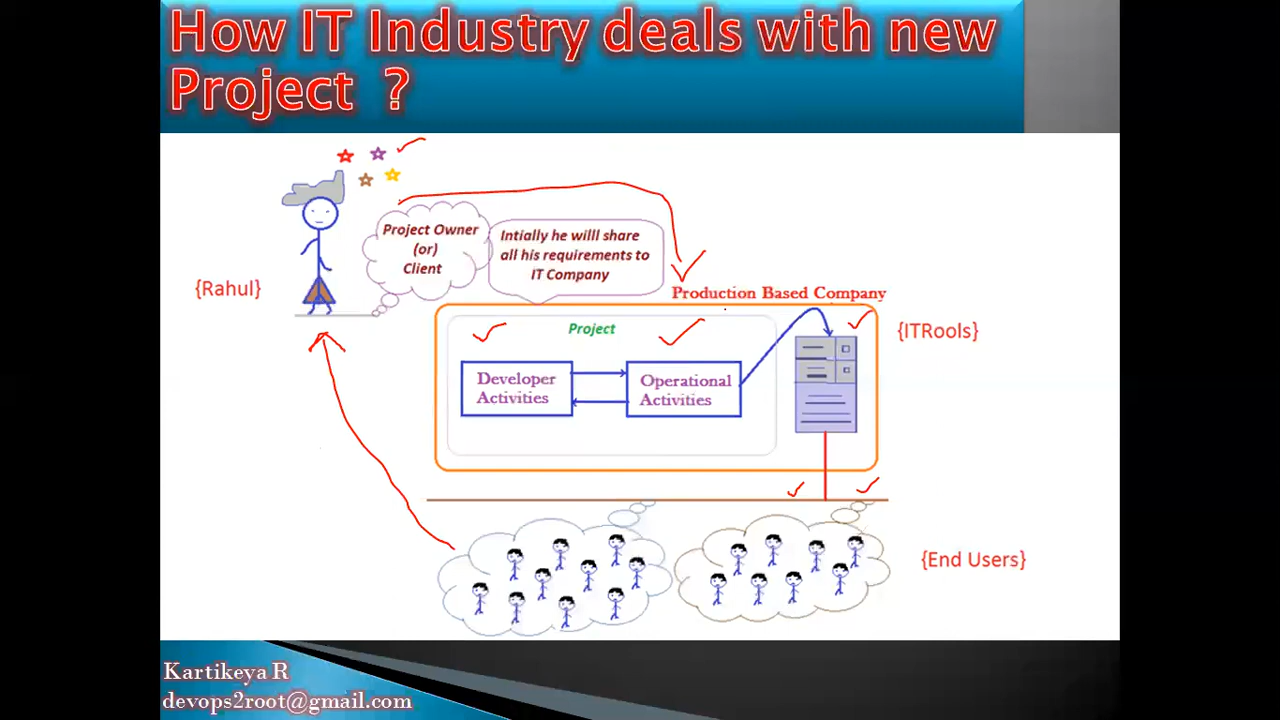 How IT Industry deals with new
Project ?
Project Owner
(or)
Client
Intially he willl share
all his requirements to
IT Company
{Rahul}
Production Based Company
{ITRools}
Project
Developer
Activities
Operational
Activities
{End Users}
Kartikeya R
devops2root@gmail.com